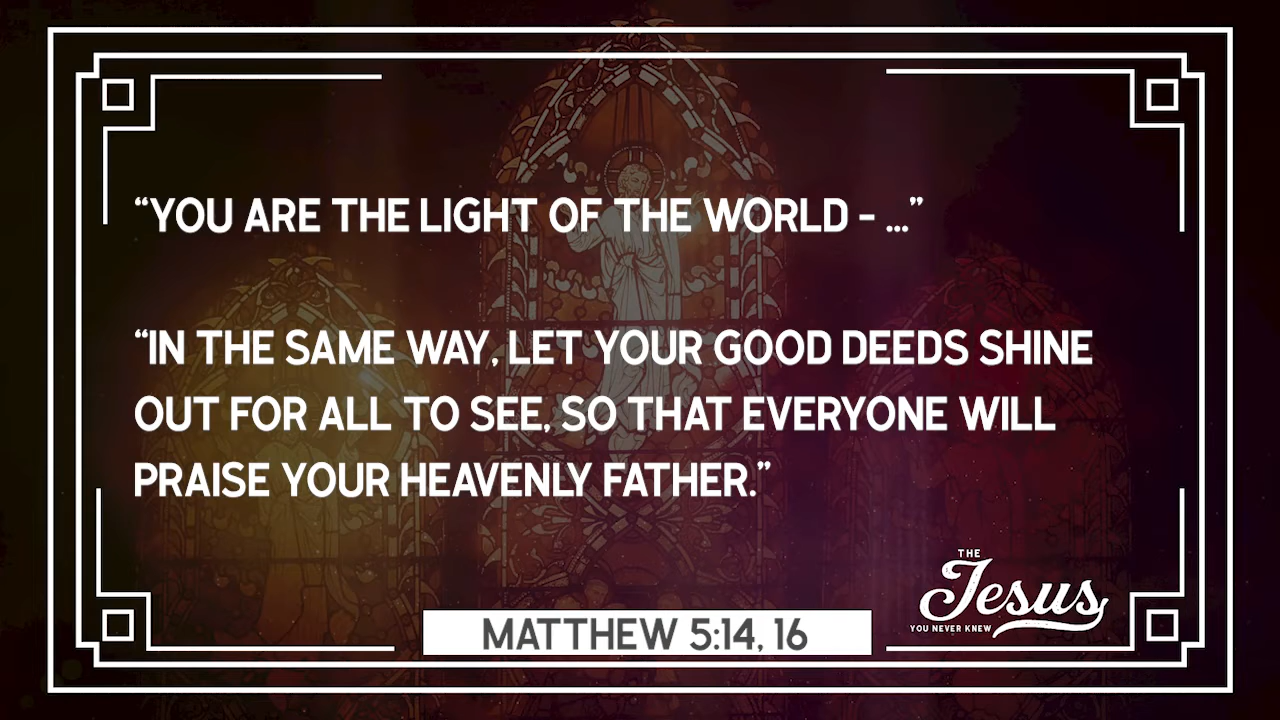 “YOU ARE THE LIGHT OF THE WORLD - ...”
“IN THE SAME WAY, LET YOUR GOOD DEEDS SHINE
OUT FOR ALL TO SEE, SO THAT EVERYONE WILL
PRAISE YOUR HEAVENLY FATHER.”
THE
Jesus
YOU NEVER KNEW
MATTHEW 5:14, 16